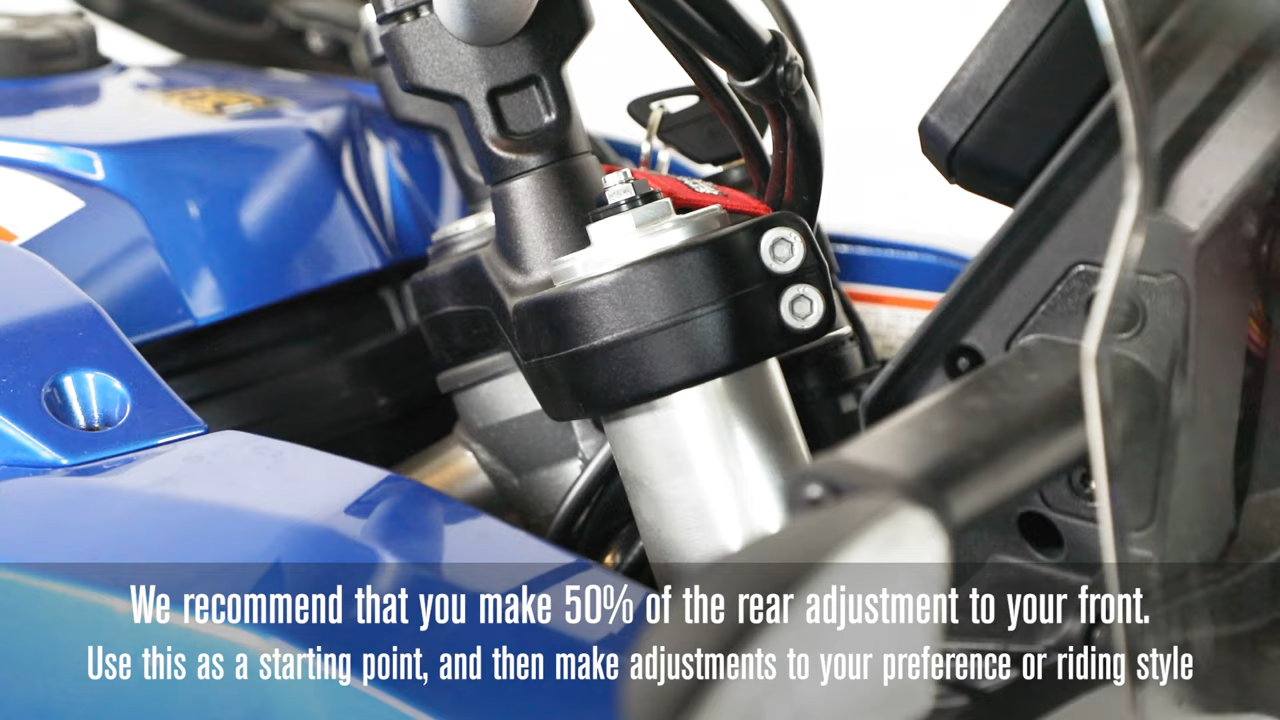 We recommend that you make 50% of the rear adjustment to your front.
Use this as a starting point, and then make adjustments to your preference or riding style